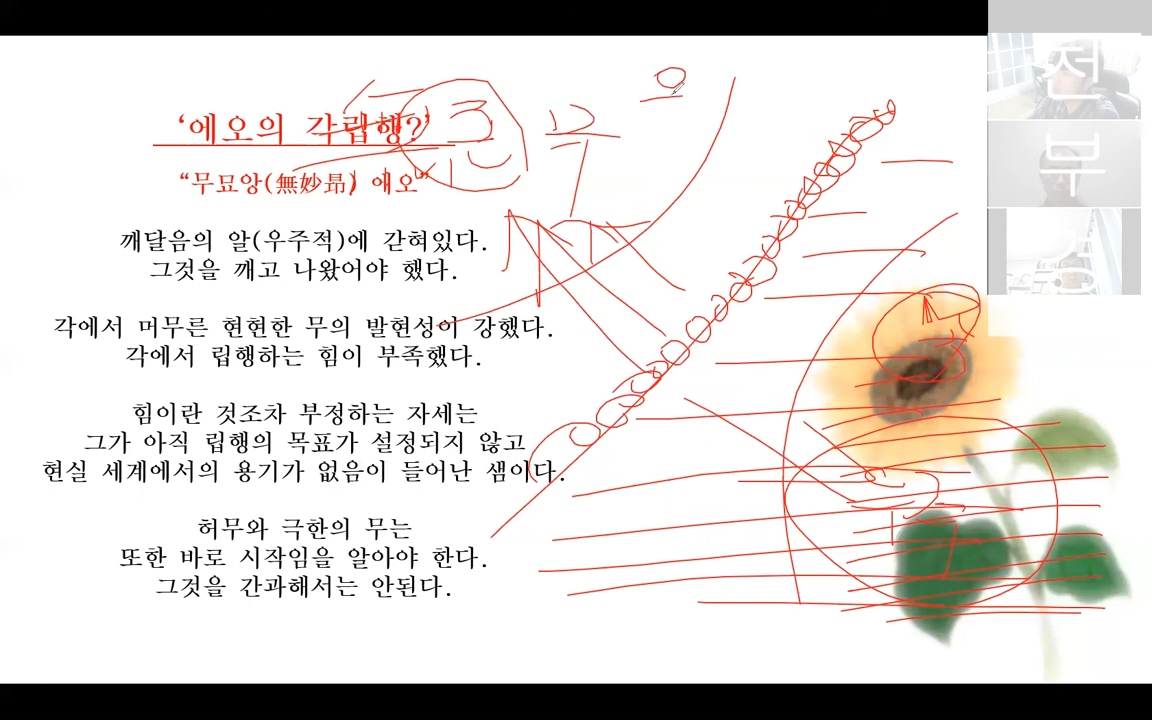 ‘에오의 각립행?’
“무묘앙(無妙昂) 에오”
깨달음의 알(우주적)에 갇혀있다.
그것을 깨고 나왔어야 했다.
각에서 머무른 현현한 무의 발현성이 강했다.
각에서 립행하는 힘이 부족했다.
힘이란 것조차 부정하는 자세는
그가 아직 립행의 목표가 설정되지 않고
현실 세계에서의 용기가 없음이 들어난 샘이다.
허무와 극한의 무는
또한 바로 시작임을 알아야 한다.
그것을 간과해서는 안된다.
전
부